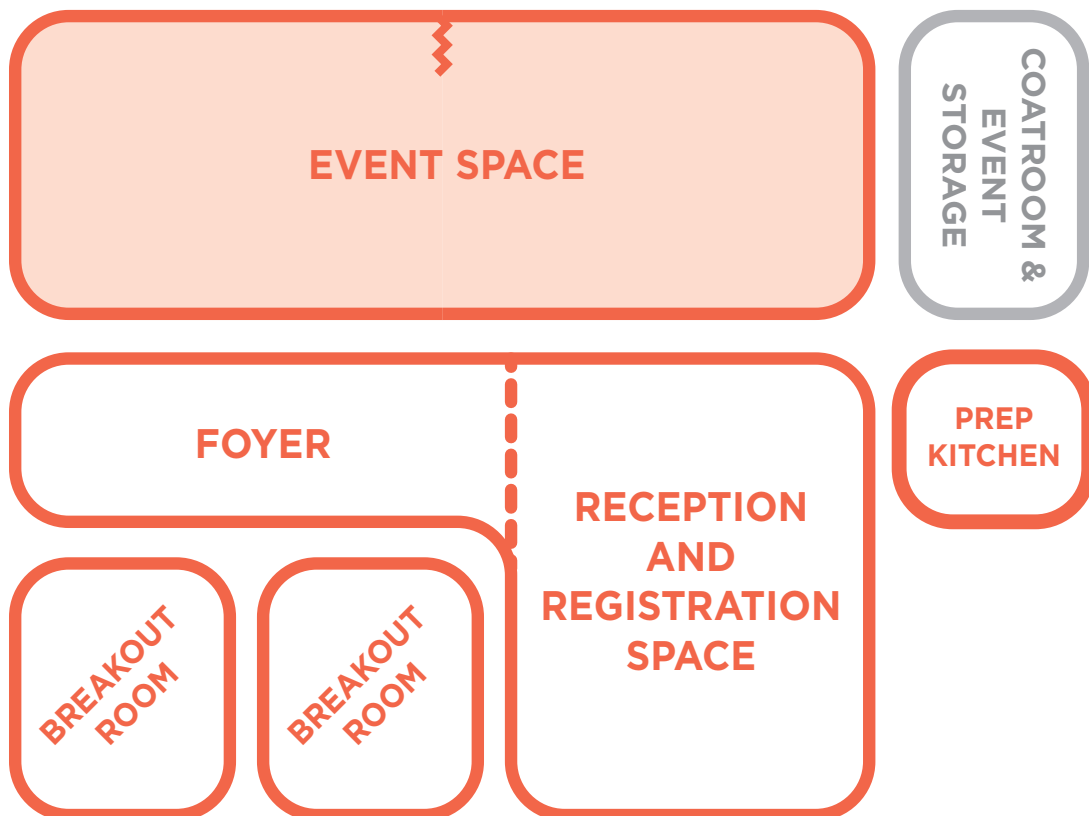 EVENT SPACE
COATROOM &
EVENT
STORAGE
FOYER
RECEPTION
AND
REGISTRATION
SPACE
PREP
KITCHEN
BREAKOUT
ROOM
BREAKOUT
ROOM